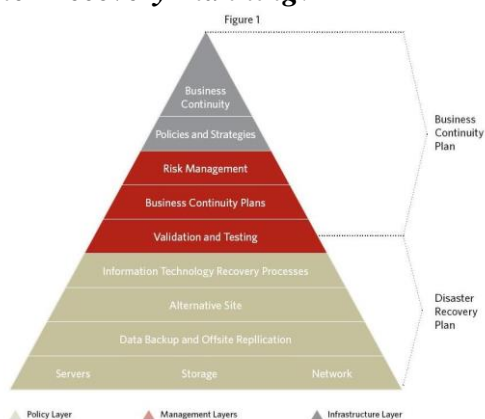 Figure 1
Business
Continuity
Policies and Strategies
Risk Management
Business Continuity Plans
Validation and Testing
Information Technology Recovery Processes
Alternative Site
Data Backup and Offsite Repllication
Servers Storage Network
Business
Continuity
Plan
Disaster
Recovery
Plan
Policy Layer Management Layers Infrastructure Layer